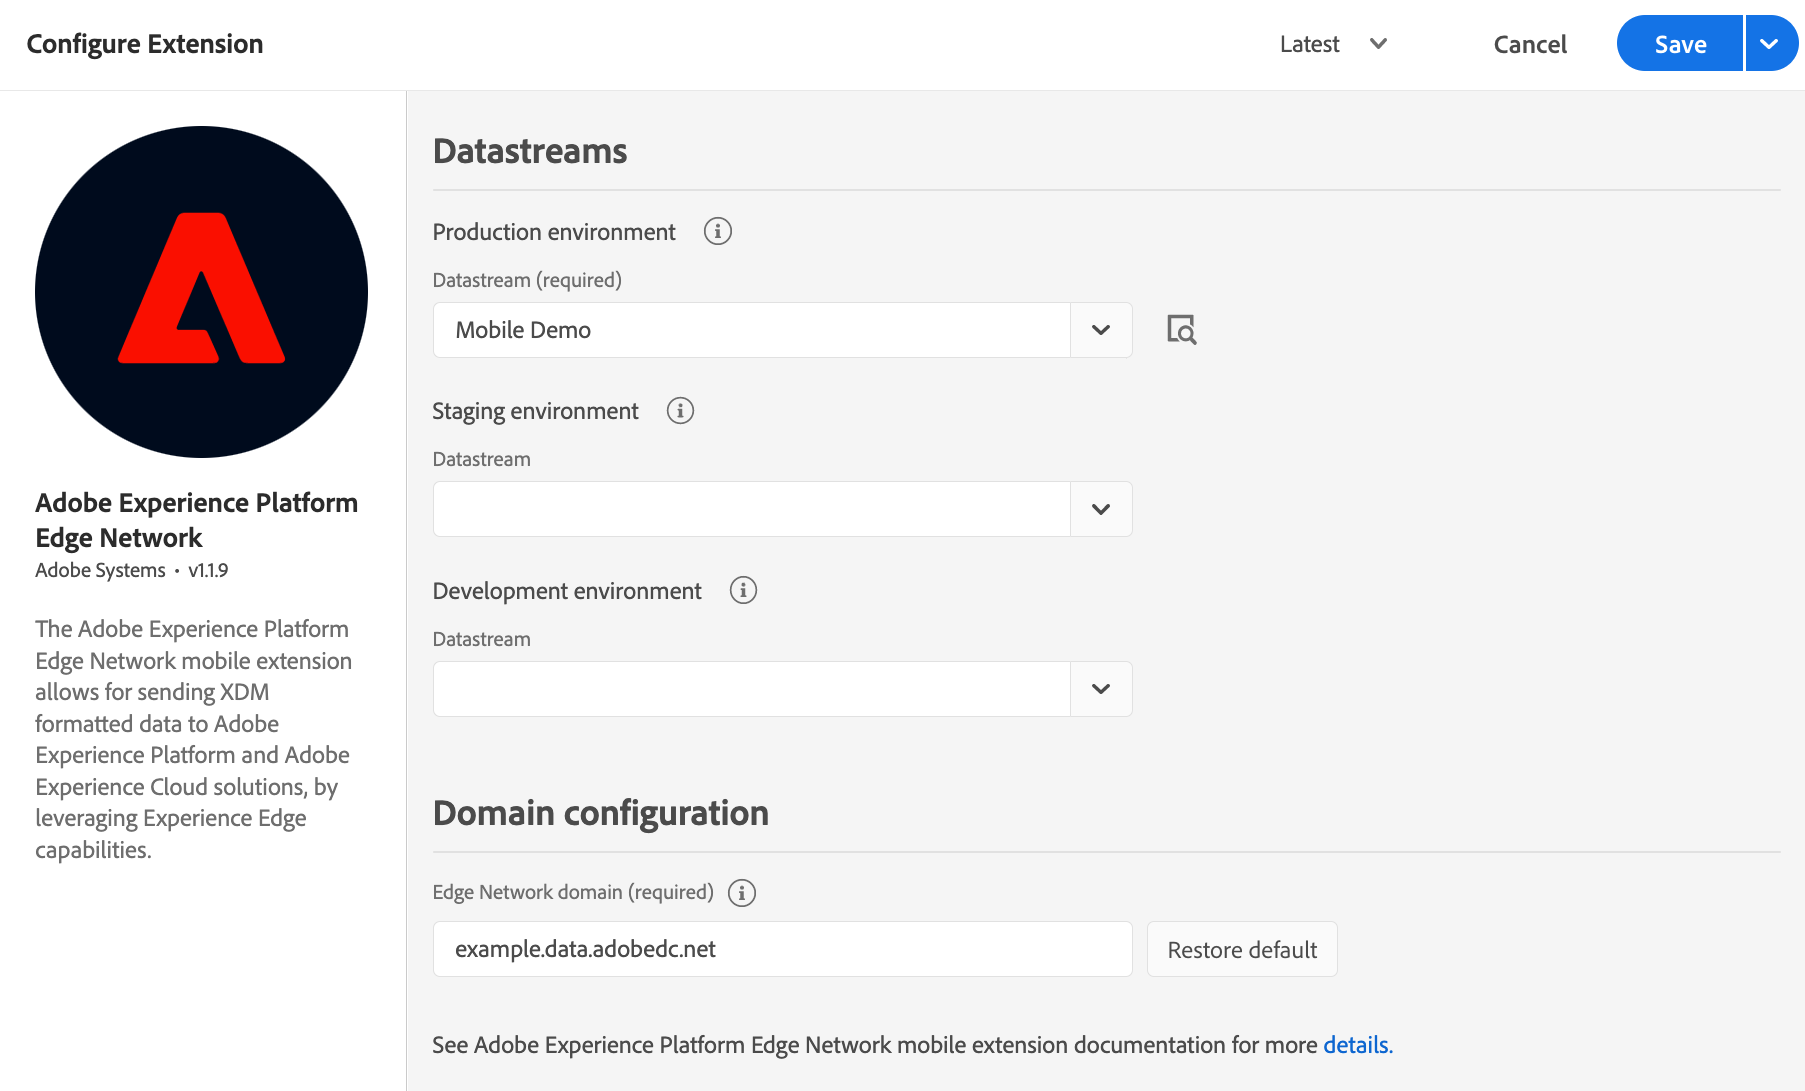 Configure Extension
Latest
Cancel
Save
Adobe Experience Platform
Edge Network
Adobe Systems • v1.1.9
The Adobe Experience Platform
Edge Network mobile extension
allows for sending XDM
formatted data to Adobe
Experience Platform and Adobe
Experience Cloud solutions, by
leveraging Experience Edge
capabilities.
Datastreams
Production environment
Datastream (required)
Mobile Demo
Staging environment
Datastream
Development environment
Datastream
Domain configuration
Edge Network domain (required)
example.data.adobedc.net
Restore default
See Adobe Experience Platform Edge Network mobile extension documentation for more details.